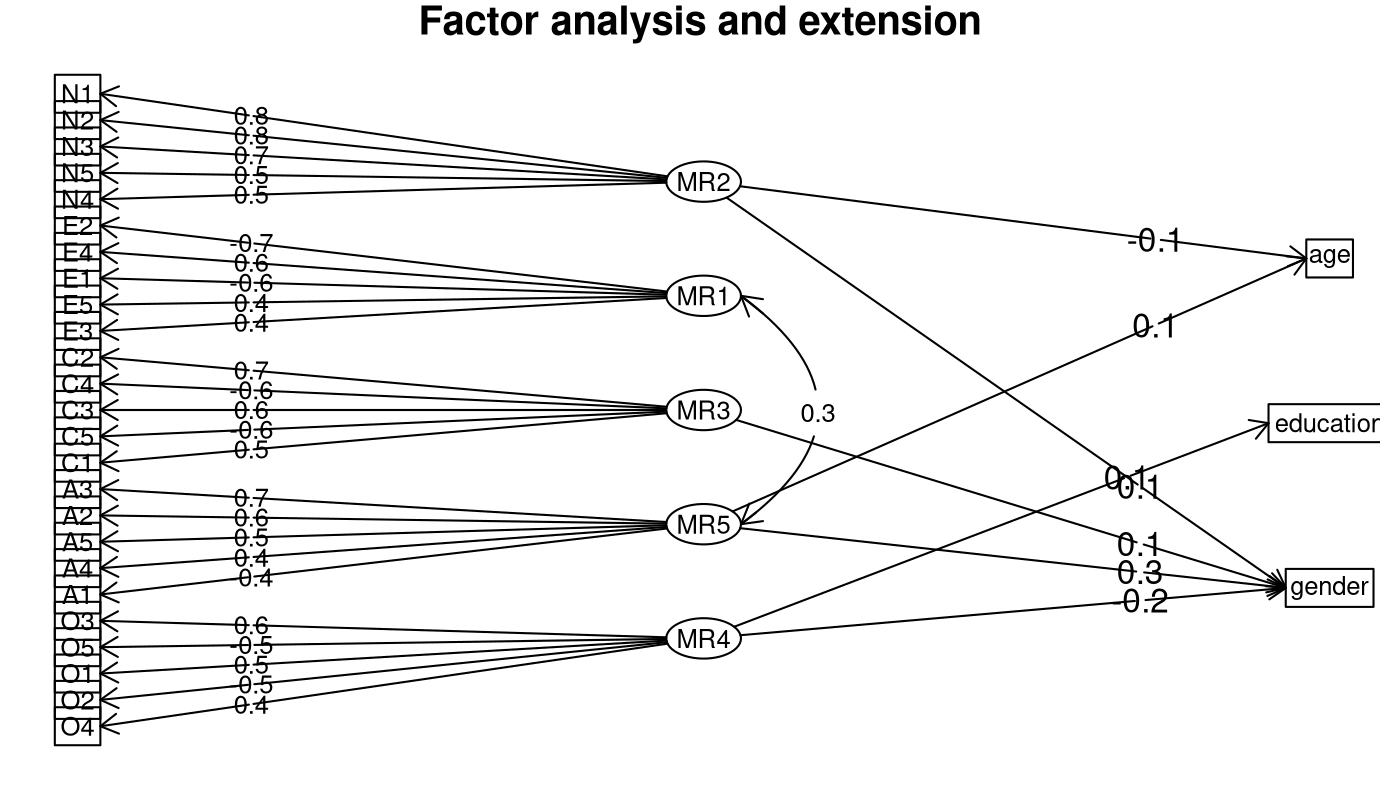 Factor analysis and extension
N1
N2
N3
N5
N4
E2
E4
E1
E5
E3
C2
C4
C3
C5
C1
A3
A2
A5
A4
A1
O3
O5
O1
O2
O4
0.8
0.8
0.7
0.5
0.5
-0.7
0.6
-0.6
0.4
0.4
0.7
-0.6
0.6
-0.6
0.5
0.7
0.6
0.5
0.4
-0.4
0.6
-0.5
0.5
-0.5
0.4
MR2
MR1
MR3
MR5
MR4
0.3
-0.1
0.1
0.1
0.1
0.1
0.3
-0.2
age
education
gender